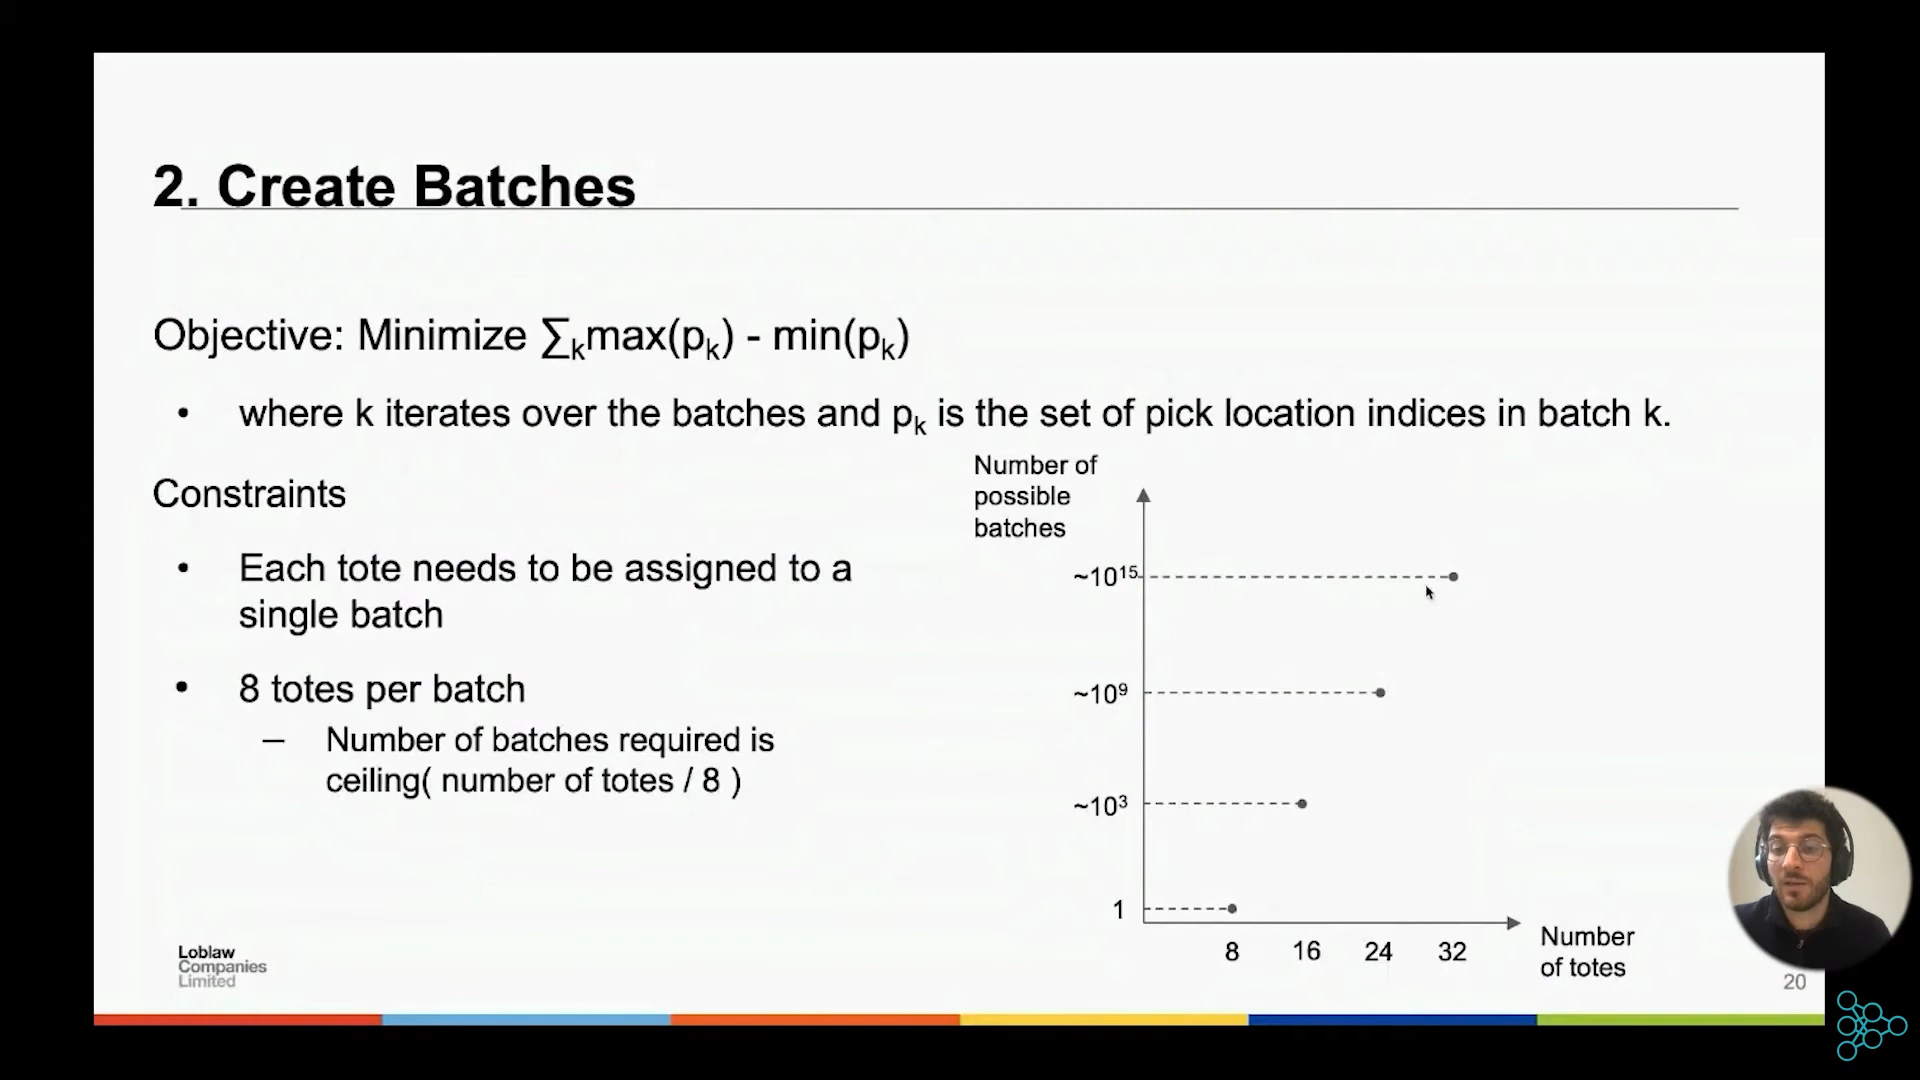 2. Create Batches
Objective: Minimize ∑ₖmax(pₖ) - min(pₖ)
• where k iterates over the batches and pₖ is the set of pick location indices in batch k.
Constraints
• Each tote needs to be assigned to a
single batch
• 8 totes per batch
– Number of batches required is
ceiling( number of totes / 8 )
Number of
possible
batches
~10¹⁵
~10⁹
~10³
1
8 16 24 32
Number
of totes
Loblaw
Companies
Limited
20